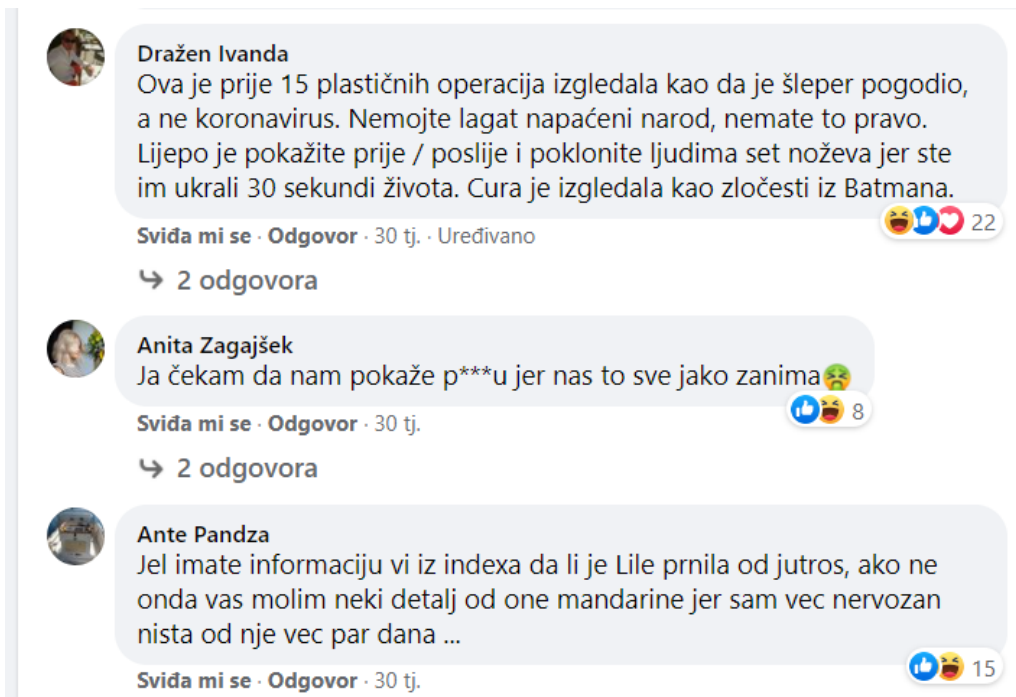 Dražen Ivanda
Ova je prije 15 plastičnih operacija izgledala kao da je šleper pogodio,
a ne koronavirus. Nemojte lagat napaćeni narod, nemate to pravo.
Lijepo je pokažite prije / poslije i poklonite ljudima set noževa jer ste
im ukrali 30 sekundi života. Cura je izgledala kao zločesti iz Batmana.
22
Sviđa mi se · Odgovor · 30 tj. · Uređivano
2 odgovora
Anita Zagajšek
Ja čekam da nam pokaže p***u jer nas to sve jako zanima🤮
8
Sviđa mi se · Odgovor · 30 tj.
2 odgovora
Ante Pandza
Jel imate informaciju vi iz indexa da li je Lile prnila od jutros, ako ne
onda vas molim neki detalj od one mandarine jer sam vec nervozan
nista od nje vec par dana ...
15
Sviđa mi se · Odgovor · 30 tj.